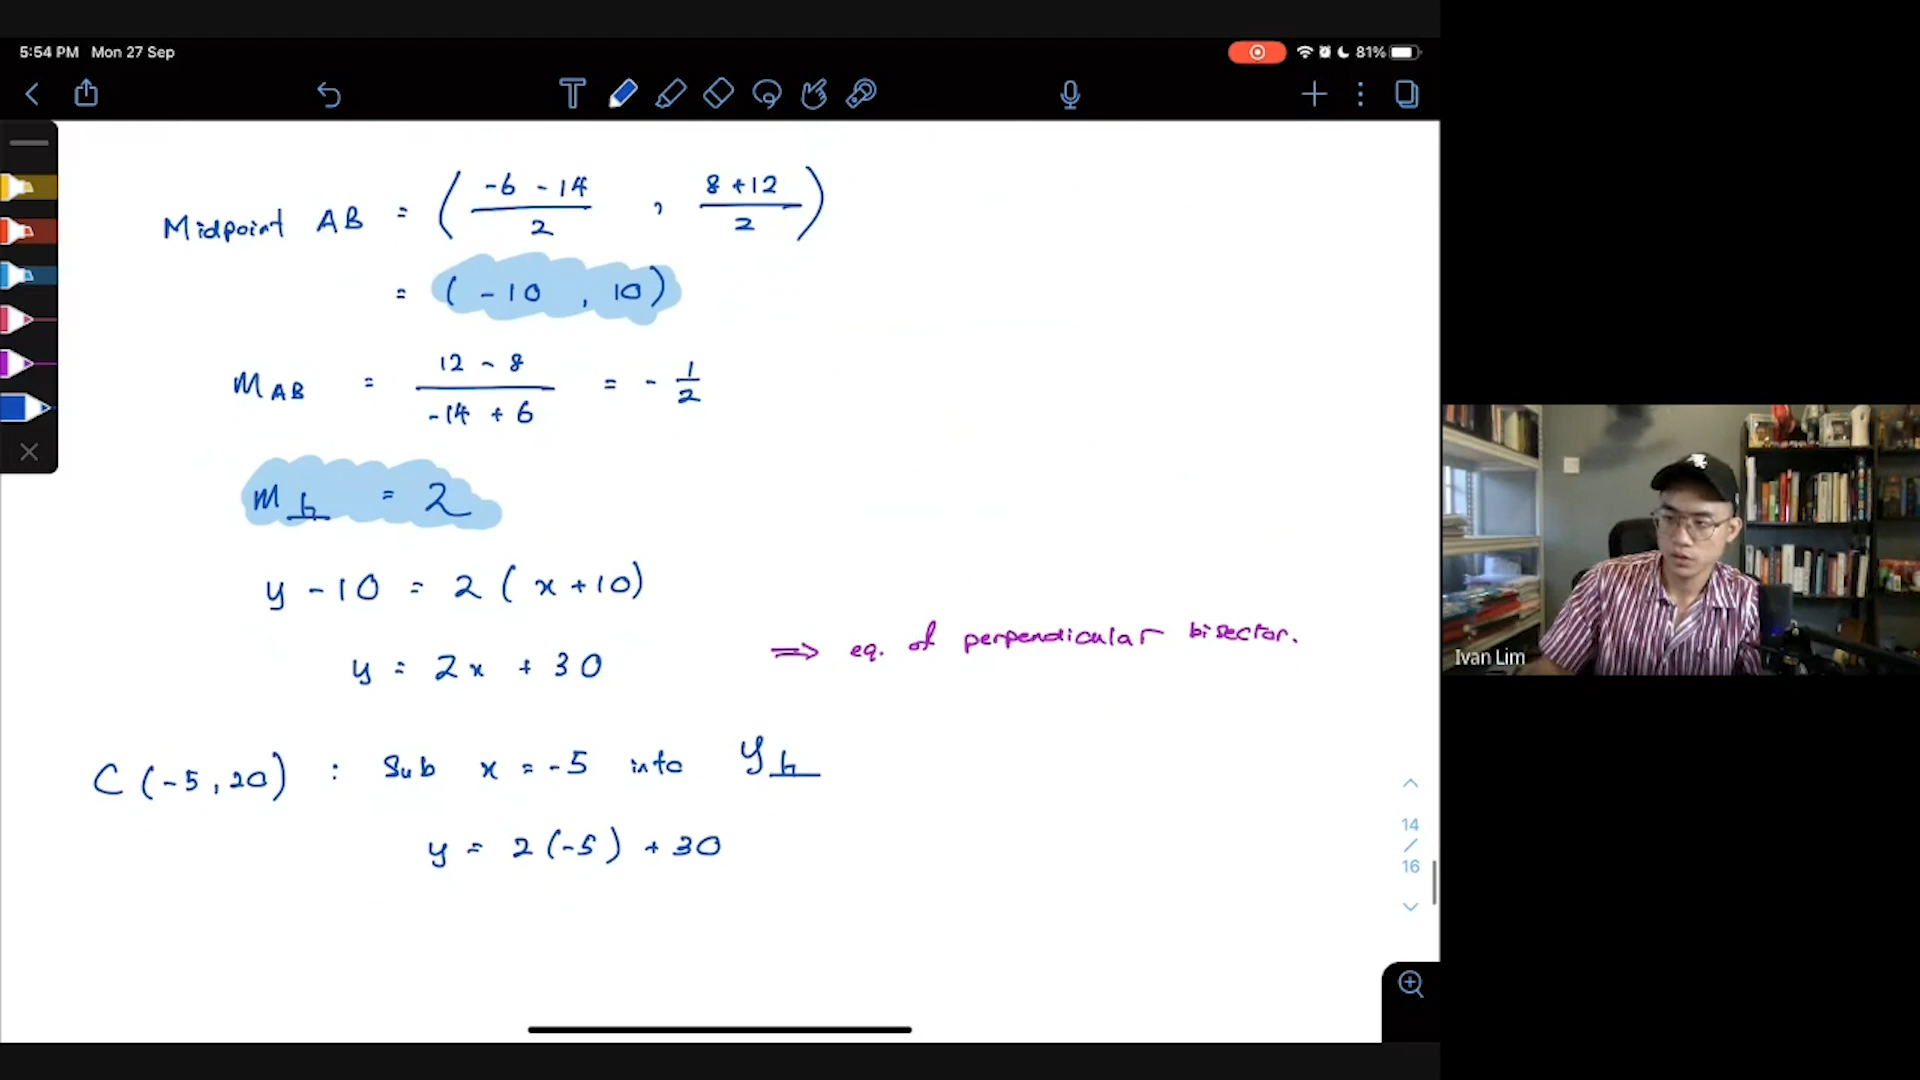 5:54 PM Mon 27 Sep 81%
Midpoint AB = ( -6 - 14 / 2 , 8 + 12 / 2 )
= ( -10 , 10 )
M AB = 12 - 8 / -14 + 6 = - 1/2
M b = 2
y - 10 = 2 ( x + 10 )
y = 2x + 30 ⇒ eq. of perpendicular bisector.
C (-5, 20) : Sub x = -5 into y b
y = 2 (-5) + 30
14
/
16
Ivan Lim